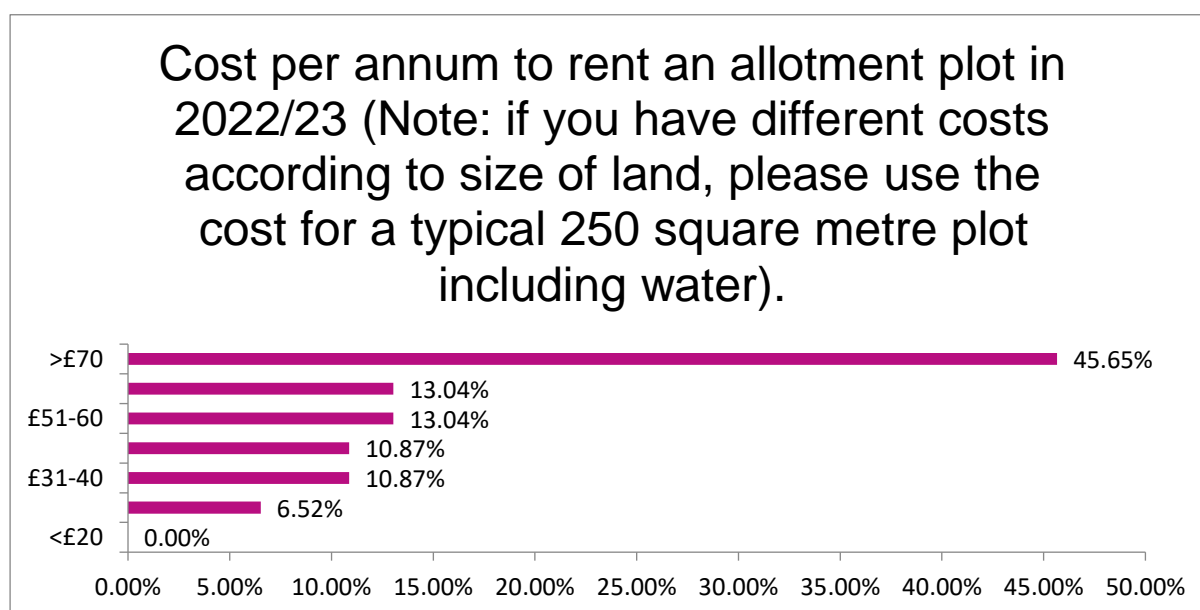 Cost per annum to rent an allotment plot in
2022/23 (Note: if you have different costs
according to size of land, please use the
cost for a typical 250 square metre plot
including water).
>£70 45.65%
13.04%
£51-60 13.04%
10.87%
£31-40 10.87%
6.52%
<£20 0.00%
0.00% 5.00% 10.00% 15.00% 20.00% 25.00% 30.00% 35.00% 40.00% 45.00% 50.00%